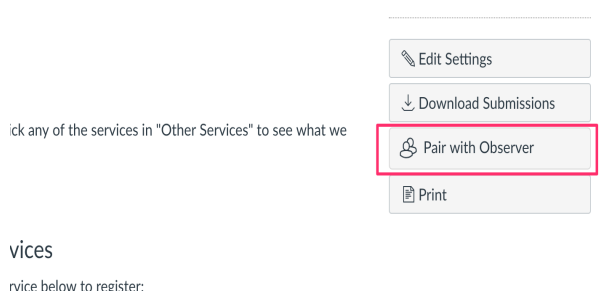 Edit Settings
Download Submissions
ick any of the services in "Other Services" to see what we
Pair with Observer
Print
vices
rvice below to register: